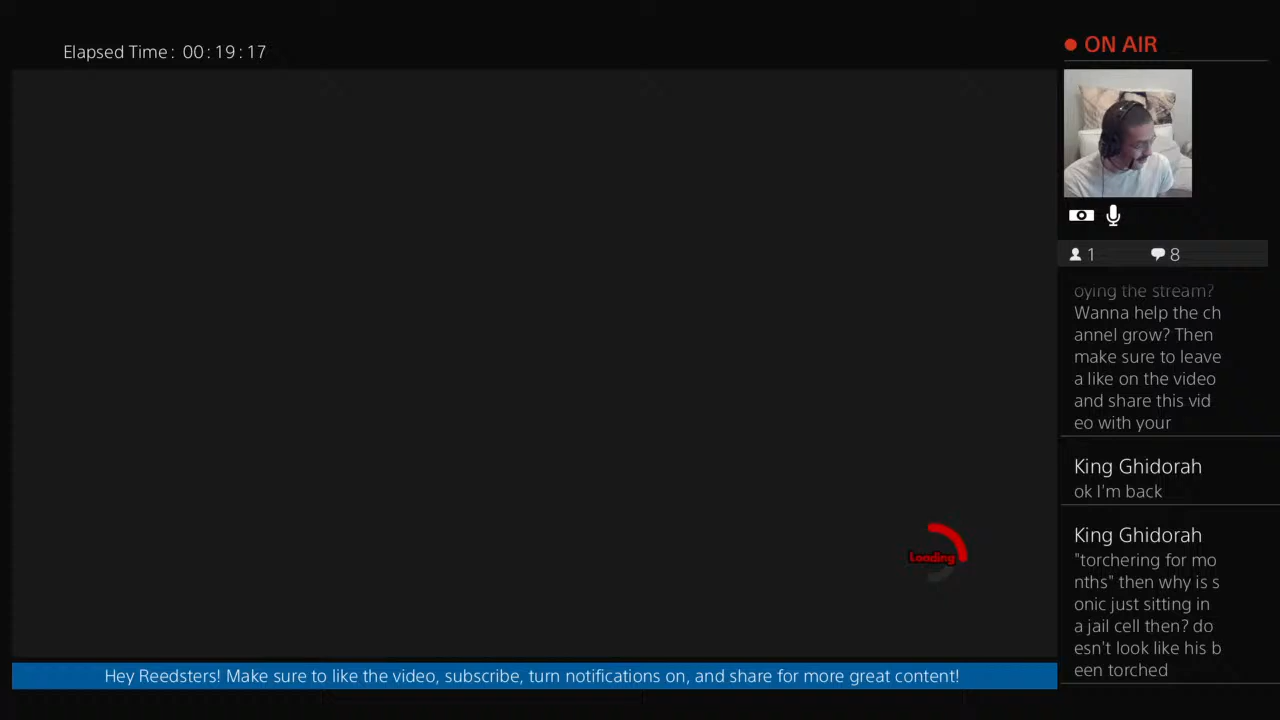 Elapsed Time: 00:19:17
ON AIR
1
8
oying the stream?
Wanna help the ch
annel grow? Then
make sure to leave
a like on the video
and share this vid
eo with your
King Ghidorah
ok I'm back
King Ghidorah
"torchering for mo
nths" then why is s
onic just sitting in
a jail cell then? do
esn't look like his b
een torched
Loading
Hey Reedsters! Make sure to like the video, subscribe, turn notifications on, and share for more great content!